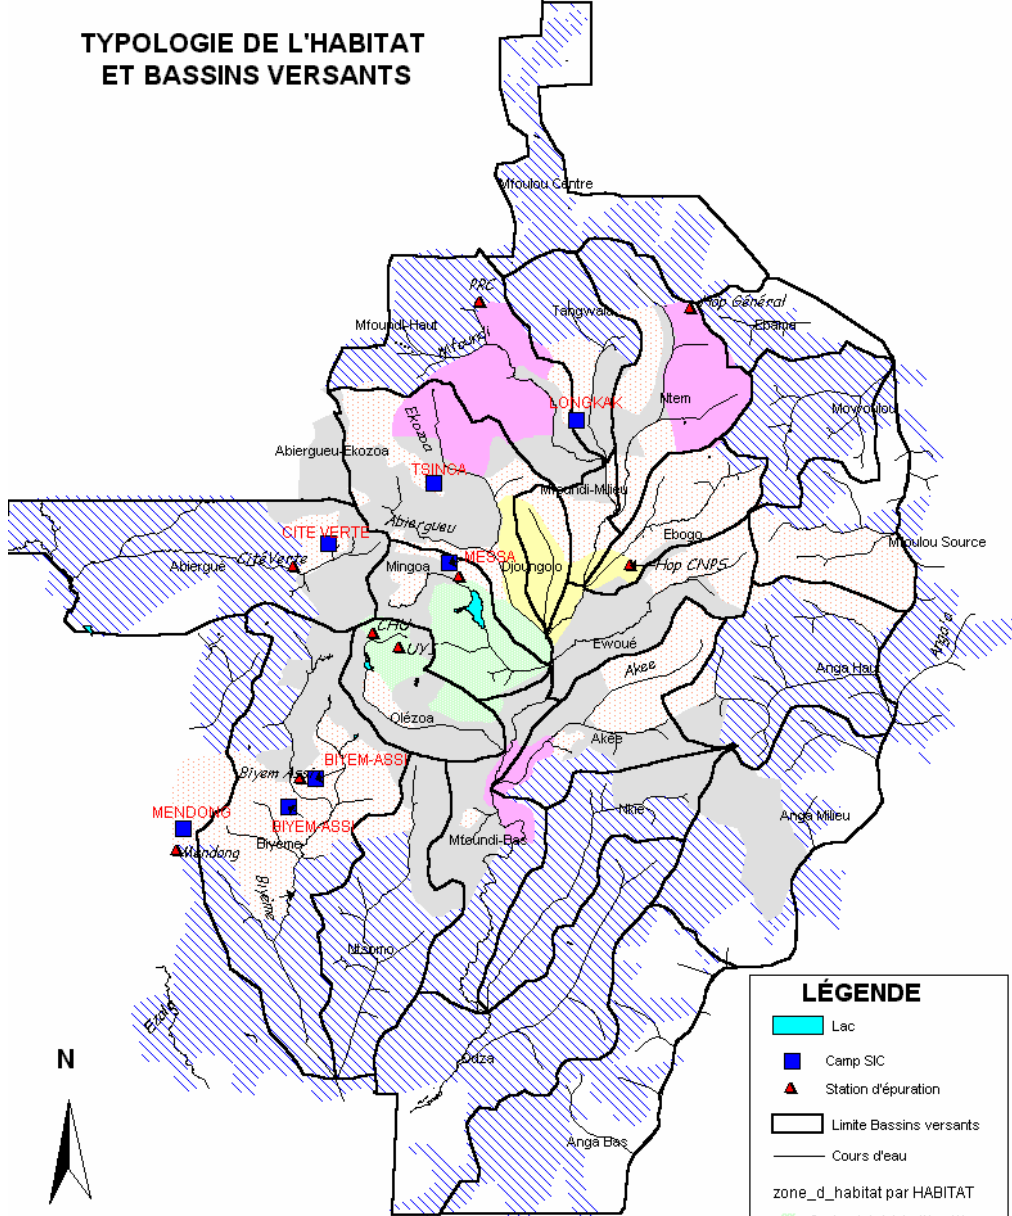 TYPOLOGIE DE L'HABITAT
ET BASSINS VERSANTS
Mfoulou Centre
PRC
Hop Général
Tangwala
Ebama
Mfoundi-Haut
Mfoundi
Ntem
LONGKAK
Ekozoa
Abiergueu-Ekozoa
TSINGA
Mfoundi-Milieu
Abiergueu
CITE VERTE
Ebogo
Mfoulou Source
CitéVerte
Abiergué
Mingoa
MESSA
Djoungolo
Hop CNPS
CHU
UY1
Ewoué
Akee
Anga'a
Anga Haut
Olézoa
Akée
BIYEM-ASSI
Biyem Assi
MENDONG
BIYEM-ASSI
Nkie
Anga Milieu
Mendong
Biyeme
Mfoundi-Bas
Biyeme
Ntsomo
Odza
Anga Bas
N
LÉGENDE
Lac
Camp SIC
Station d'épuration
Limite Bassins versants
Cours d'eau
zone_d_habitat par HABITAT